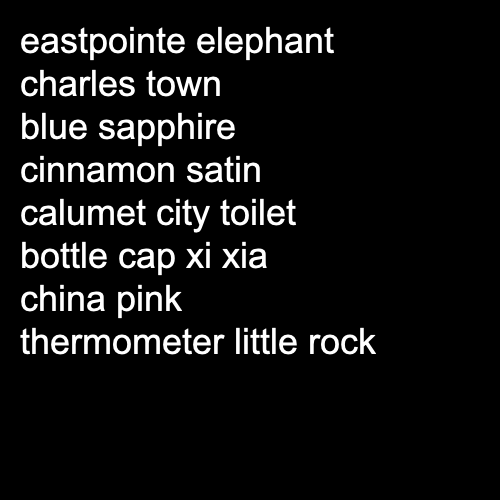 eastpointe elephant
charles town
blue sapphire
cinnamon satin
calumet city toilet
bottle cap xi xia
china pink
thermometer little rock